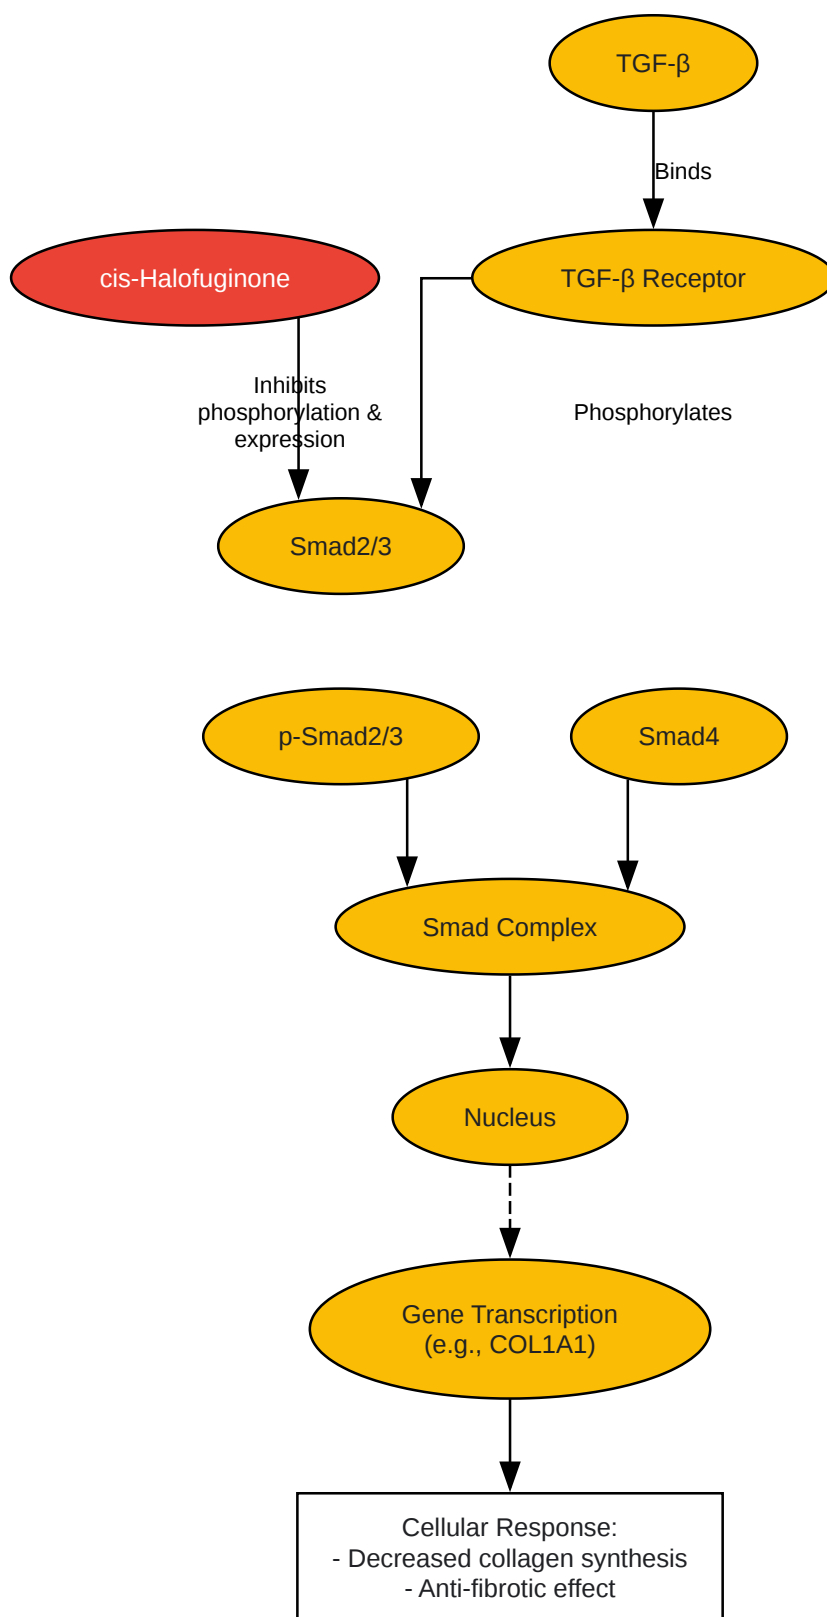 TGF-β
Binds
cis-Halofuginone
TGF-β Receptor
Inhibits
phosphorylation &
expression
Phosphorylates
Smad2/3
p-Smad2/3
Smad4
Smad Complex
Nucleus
Gene Transcription
(e.g., COL1A1)
Cellular Response:
- Decreased collagen synthesis
- Anti-fibrotic effect